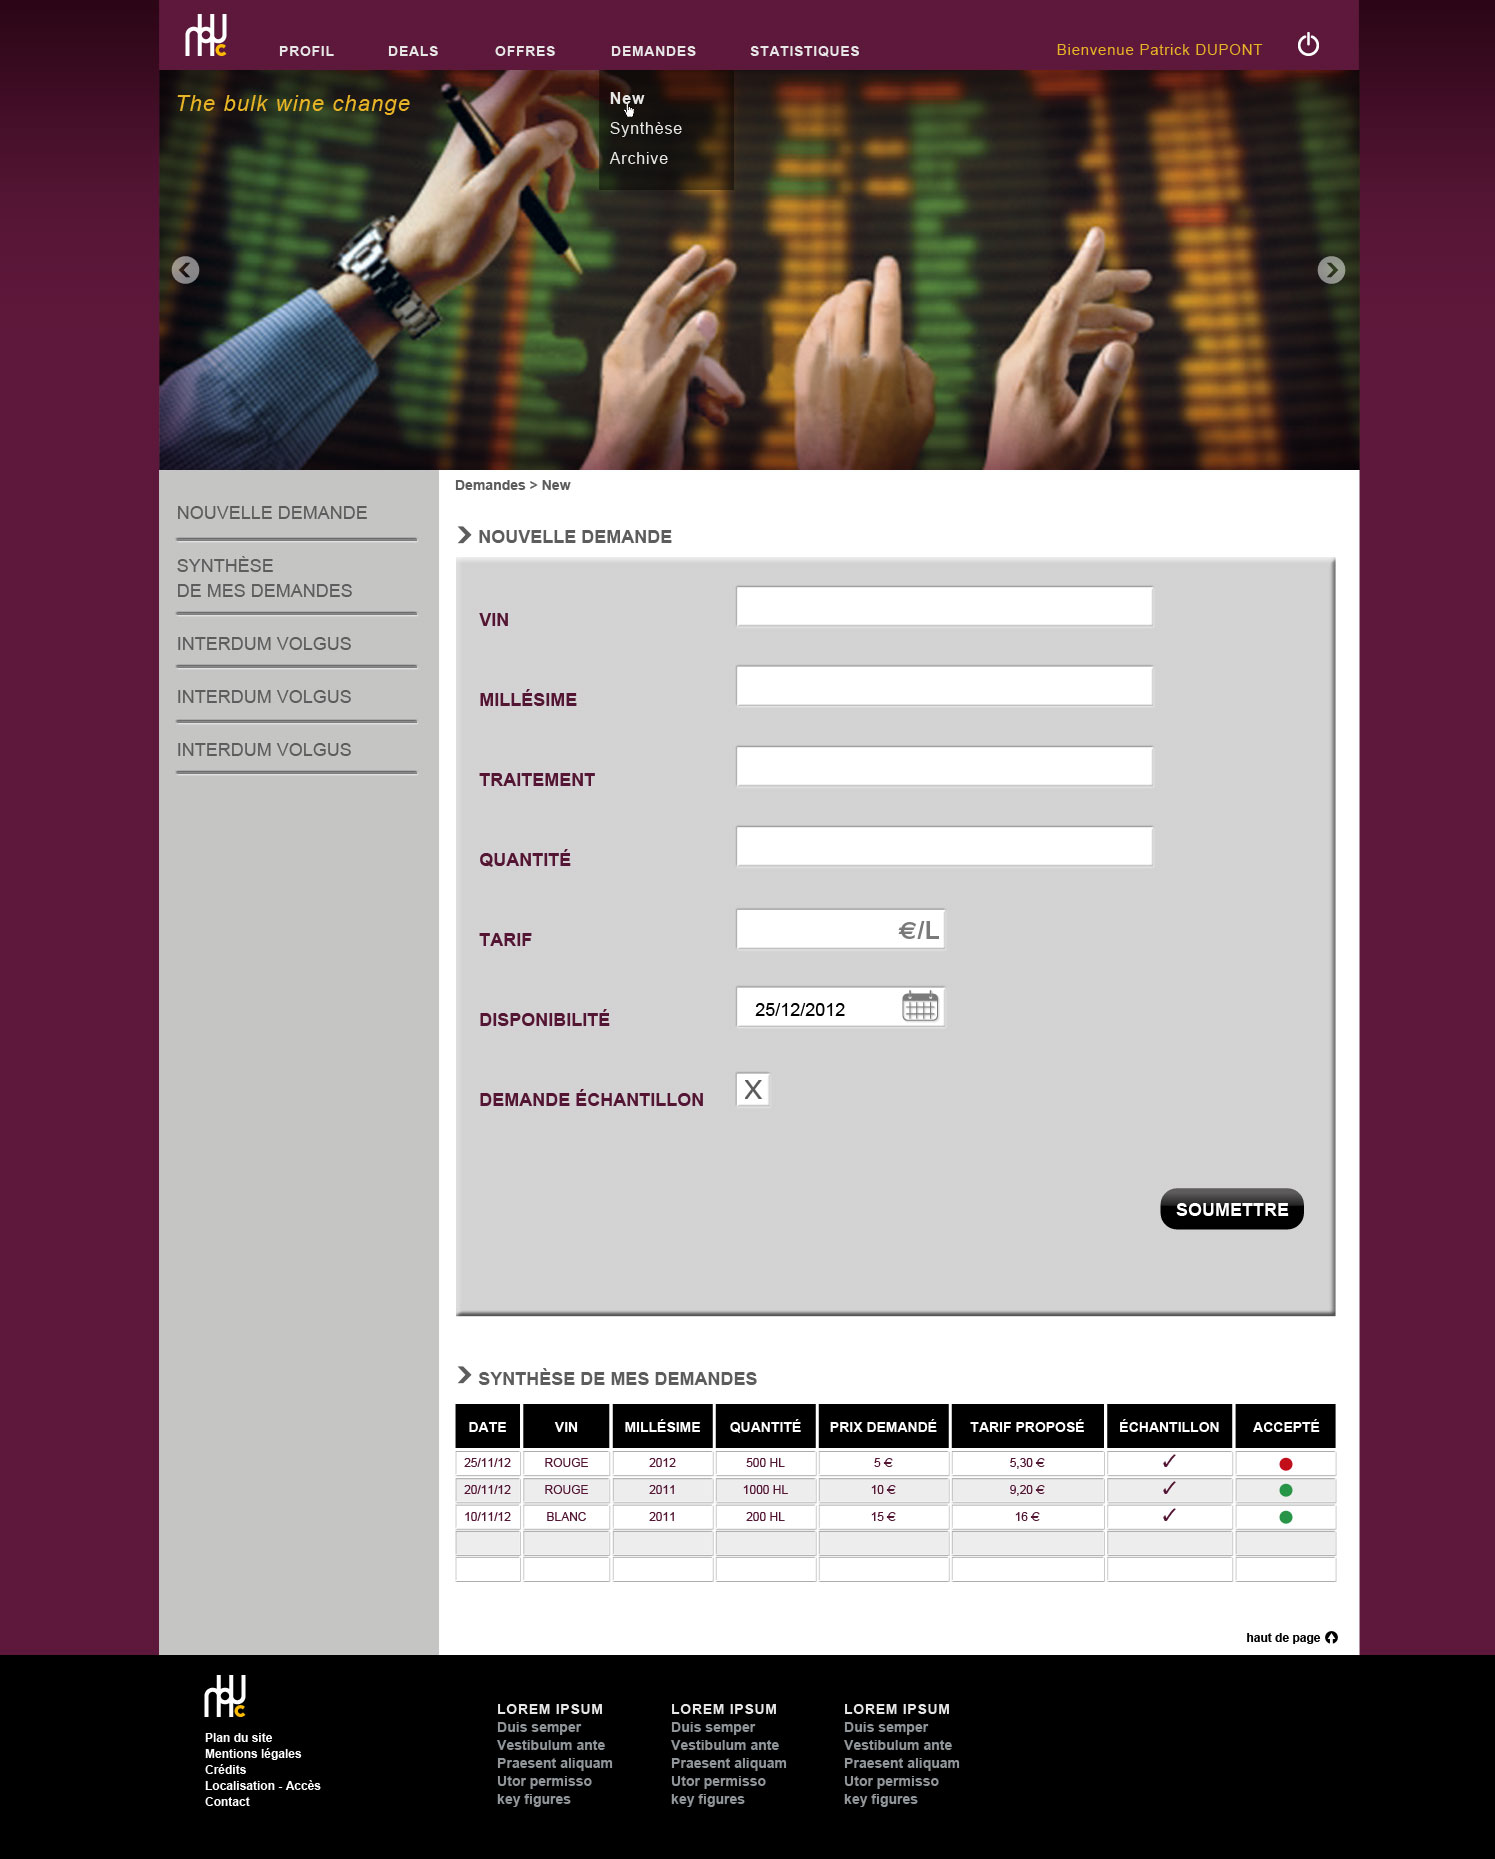 PROFIL DEALS OFFRES DEMANDES STATISTIQUES Bienvenue Patrick DUPONT
The bulk wine change
New
Synthèse
Archive
Demandes > New
NOUVELLE DEMANDE
SYNTHÈSE
DE MES DEMANDES
INTERDUM VOLGUS
INTERDUM VOLGUS
INTERDUM VOLGUS
NOUVELLE DEMANDE
VIN
MILLÉSIME
TRAITEMENT
QUANTITÉ
TARIF €/L
DISPONIBILITÉ 25/12/2012
DEMANDE ÉCHANTILLON X
SOUMETTRE
SYNTHÈSE DE MES DEMANDES
DATE VIN MILLÉSIME QUANTITÉ PRIX DEMANDÉ TARIF PROPOSÉ ÉCHANTILLON ACCEPTÉ
25/11/12 ROUGE 2012 500 HL 5 € 5,30 € ✓
20/11/12 ROUGE 2011 1000 HL 10 € 9,20 € ✓
10/11/12 BLANC 2011 200 HL 15 € 16 € ✓
haut de page
Plan du site
Mentions légales
Crédits
Localisation - Accès
Contact
LOREM IPSUM
Duis semper
Vestibulum ante
Praesent aliquam
Utor permisso
key figures
LOREM IPSUM
Duis semper
Vestibulum ante
Praesent aliquam
Utor permisso
key figures
LOREM IPSUM
Duis semper
Vestibulum ante
Praesent aliquam
Utor permisso
key figures